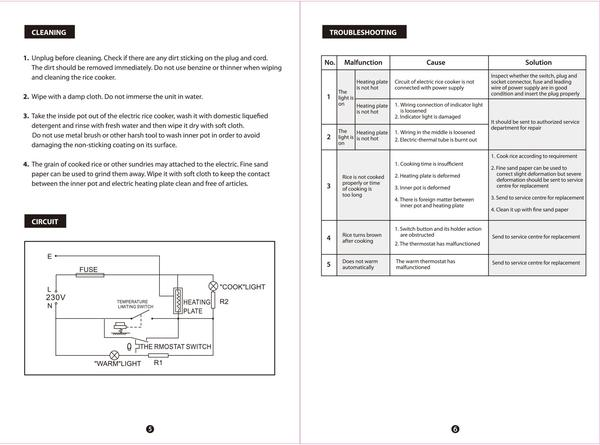 CLEANING
1. Unplug before cleaning. Check if there are any dirt sticking on the plug and cord.
The dirt should be removed immediately. Do not use benzine or thinner when wiping
and cleaning the rice cooker.
2. Wipe with a damp cloth. Do not immerse the unit in water.
3. Take the inside pot out of the electric rice cooker, wash it with domestic liquefied
detergent and rinse with fresh water and then wipe it dry with soft cloth.
Do not use metal brush or other harsh tool to wash inner pot in order to avoid
damaging the non-sticking coating on its surface.
4. The grain of cooked rice or other sundries may attached to the electric. Fine sand
paper can be used to grind them away. Wipe it with soft cloth to keep the contact
between the inner pot and electric heating plate clean and free of articles.
CIRCUIT
E
FUSE
L
230V
N
TEMPERATURE
LIMITING SWITCH
HEATING
PLATE
"COOK"LIGHT
R2
THE RMOSTAT SWITCH
"WARM"LIGHT
R1
5
TROUBLESHOOTING
No. Malfunction Cause Solution
1
The
light is
on
Heating plate
is not hot
Circuit of electric rice cooker is not
connected with power supply
Inspect whether the switch, plug and
socket connector, fuse and leading
wire of power supply are in good
condition and insert the plug properly
Heating plate
is not hot
1. Wiring connection of indicator light
is loosened
2. Indicator light is damaged
It should be sent to authorized service
department for repair
2
The
light is
on
Heating plate
is not hot
1. Wiring in the middle is loosened
2. Electric-thermal tube is burnt out
3
Rice is not cooked
properly or time
of cooking is
too long
1. Cooking time is insufficient
2. Heating plate is deformed
3. Inner pot is deformed
4. There is foreign matter between
inner pot and heating plate
1. Cook rice according to requirement
2. Fine sand paper can be used to
correct slight deformation but severe
deformation should be sent to service
centre for replacement
3. Send to service centre for replacement
4. Clean it up with fine sand paper
4
Rice turns brown
after cooking
1. Switch button and its holder action
are obstructed
2. The thermostat has malfunctioned
Send to service centre for replacement
5
Does not warm
automatically
The warm thermostat has
malfunctioned
Send to service centre for replacement
6